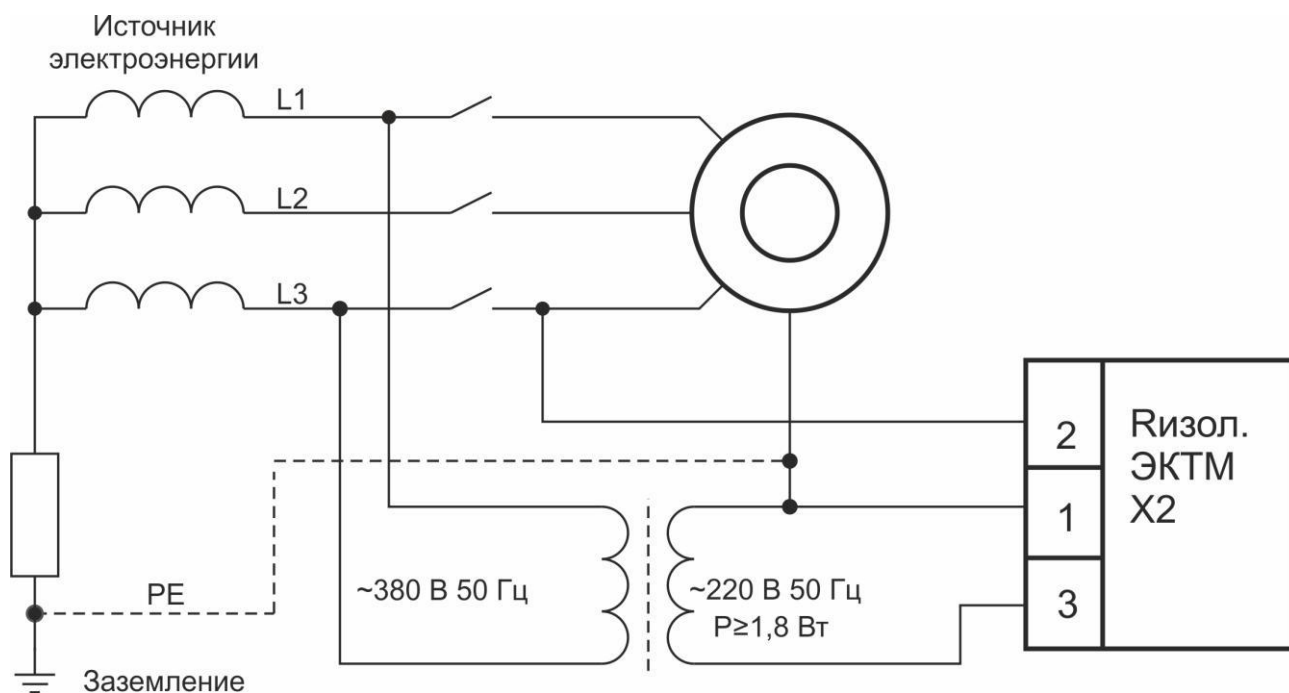 Источник
электроэнергии
L1
L2
L3
2
1
3
Rизол.
ЭКТМ
X2
PE
~380 В 50 Гц
~220 В 50 Гц
P≥1,8 Вт
Заземление